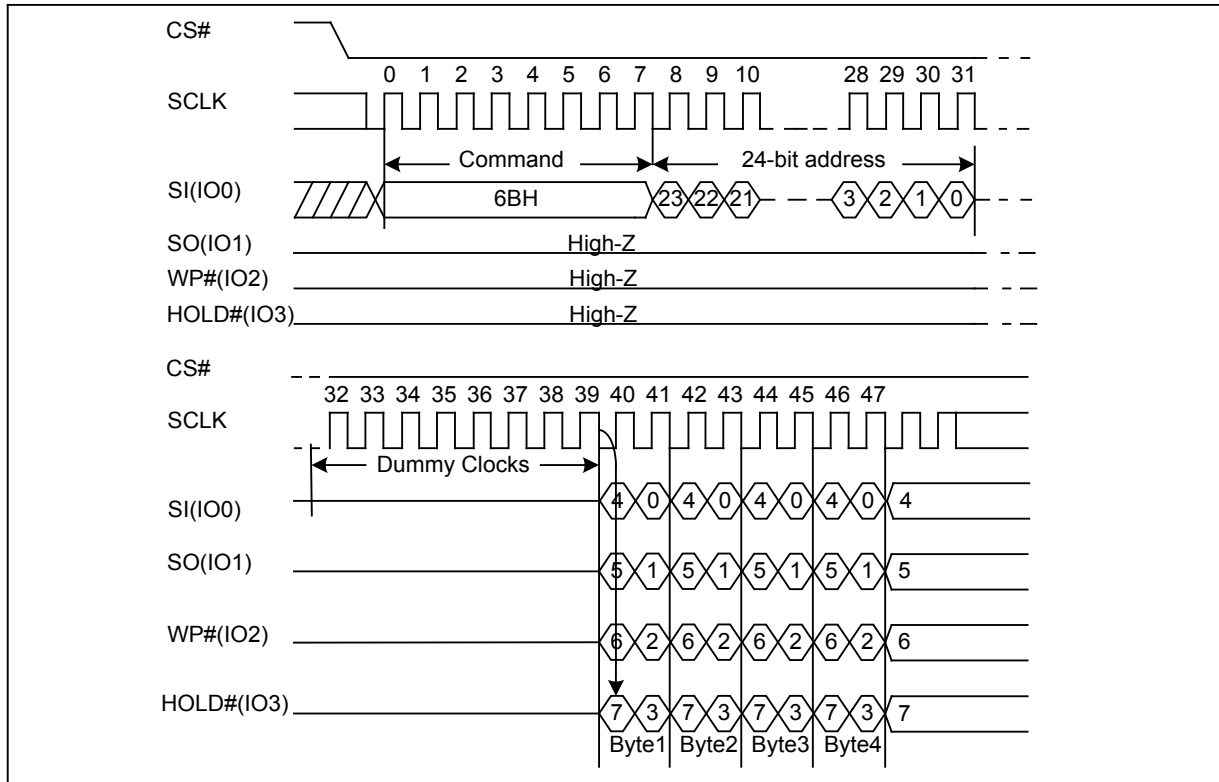 CS#
0 1 2 3 4 5 6 7 8 9 10 28 29 30 31
SCLK
Command 24-bit address
SI(IO0) 6BH 23 22 21 3 2 1 0
SO(IO1) High-Z
WP#(IO2) High-Z
HOLD#(IO3) High-Z
CS#
32 33 34 35 36 37 38 39 40 41 42 43 44 45 46 47
SCLK
Dummy Clocks
SI(IO0) 4 0 4 0 4 0 4 0 4
SO(IO1) 5 1 5 1 5 1 5 1 5
WP#(IO2) 6 2 6 2 6 2 6 2 6
HOLD#(IO3) 7 3 7 3 7 3 7 3 7
Byte1 Byte2 Byte3 Byte4